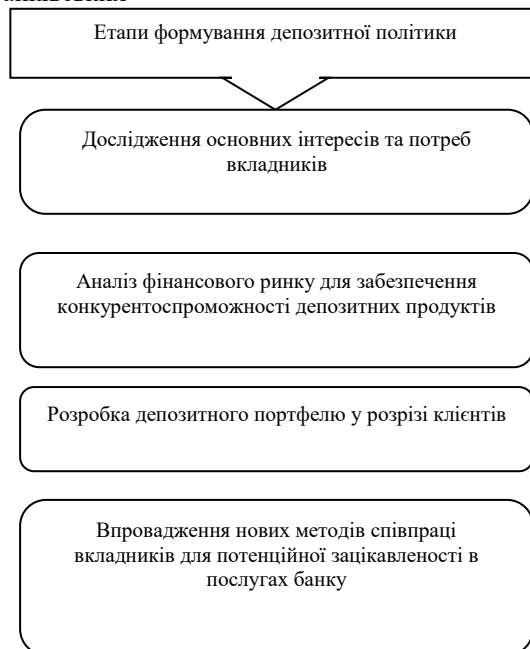 Етапи формування депозитної політики
Дослідження основних інтересів та потреб
вкладників
Аналіз фінансового ринку для забезпечення
конкурентоспроможності депозитних продуктів
Розробка депозитного портфелю у розрізі клієнтів
Впровадження нових методів співпраці
вкладників для потенційної зацікавленості в
послугах банку